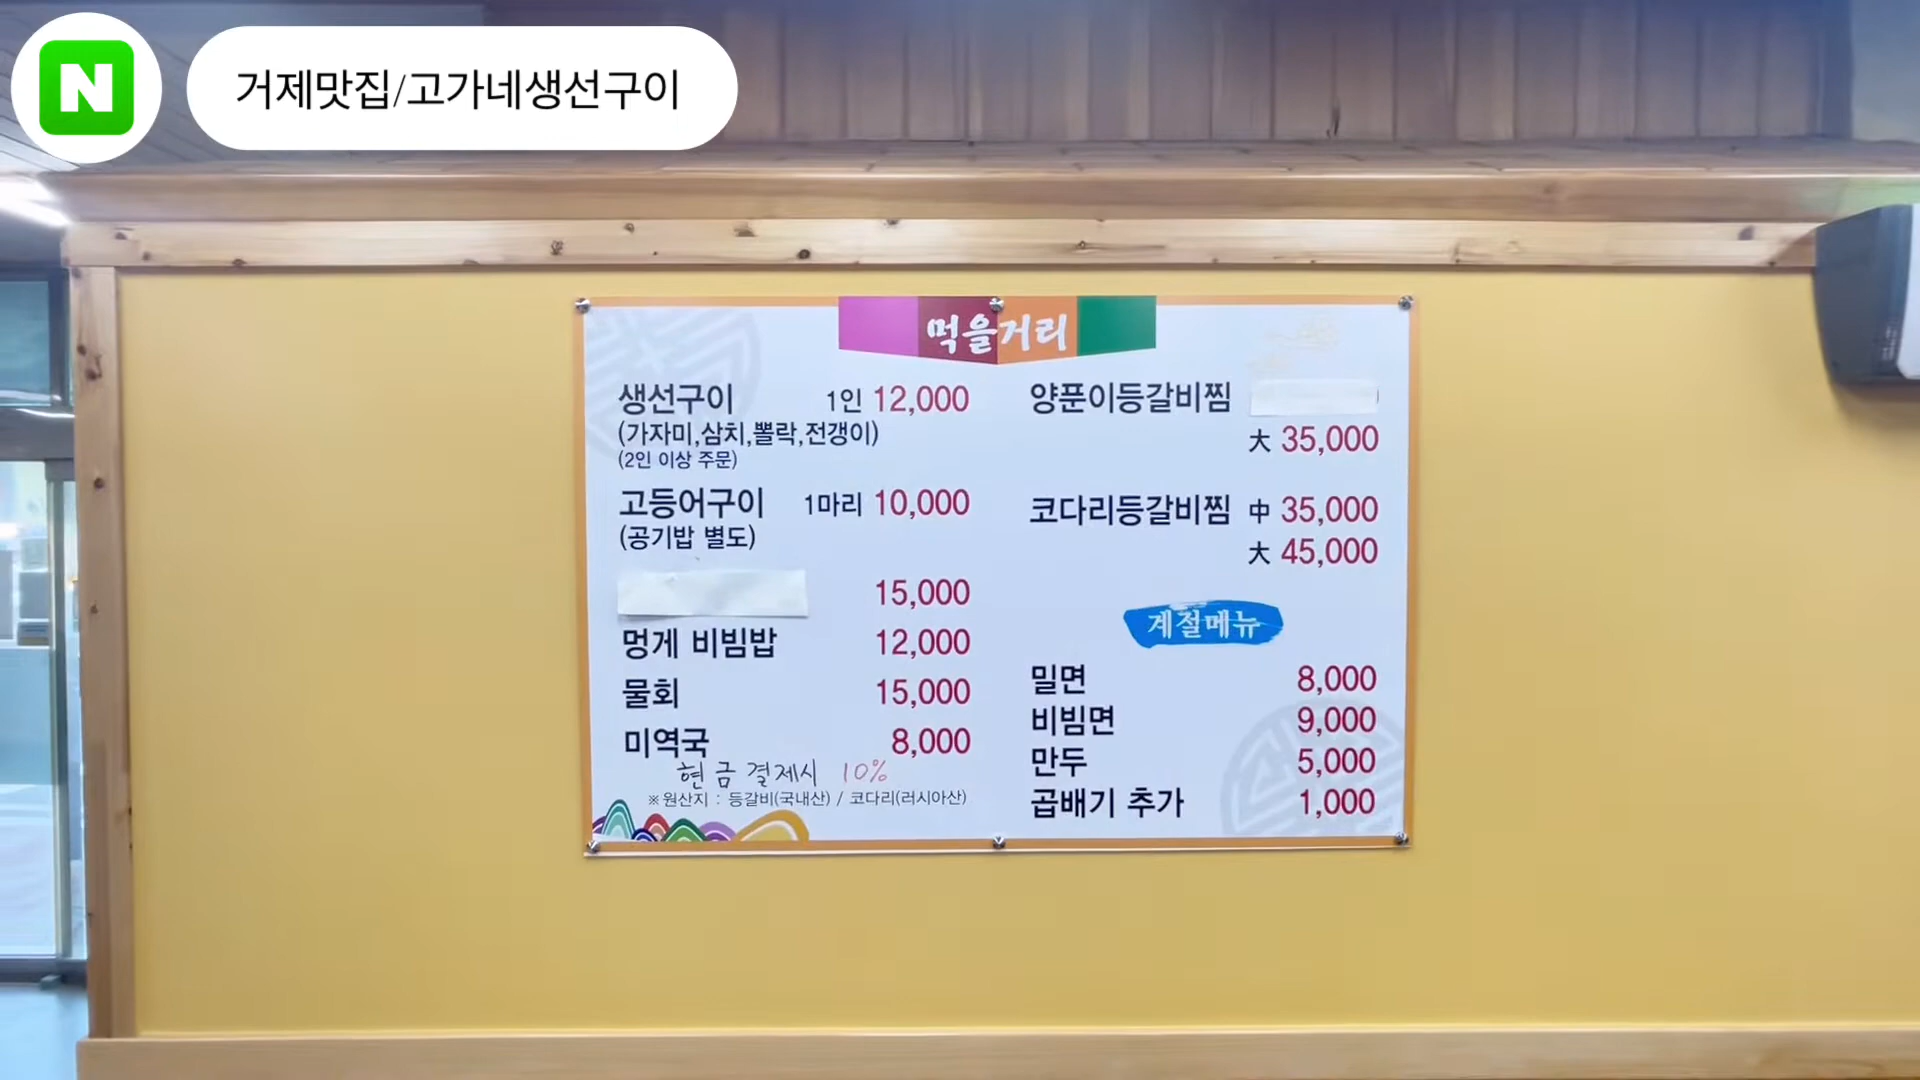 N
거제맛집/고가네생선구이
먹을거리
생선구이 1인 12,000
(가자미,삼치,뽈락,전갱이)
(2인 이상 주문)
고등어구이 1마리 10,000
(공기밥 별도)
15,000
멍게 비빔밥 12,000
물회 15,000
미역국 8,000
현금결제시 10%
※원산지 : 등갈비(국내산) / 코다리(러시아산)
양푼이등갈비찜
大 35,000
코다리등갈비찜 中 35,000
大 45,000
계절메뉴
밀면 8,000
비빔면 9,000
만두 5,000
곱배기 추가 1,000